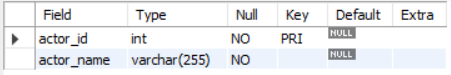 Field Type Null Key Default Extra
actor_id int NO PRI NULL
actor_name varchar(255) NO NULL